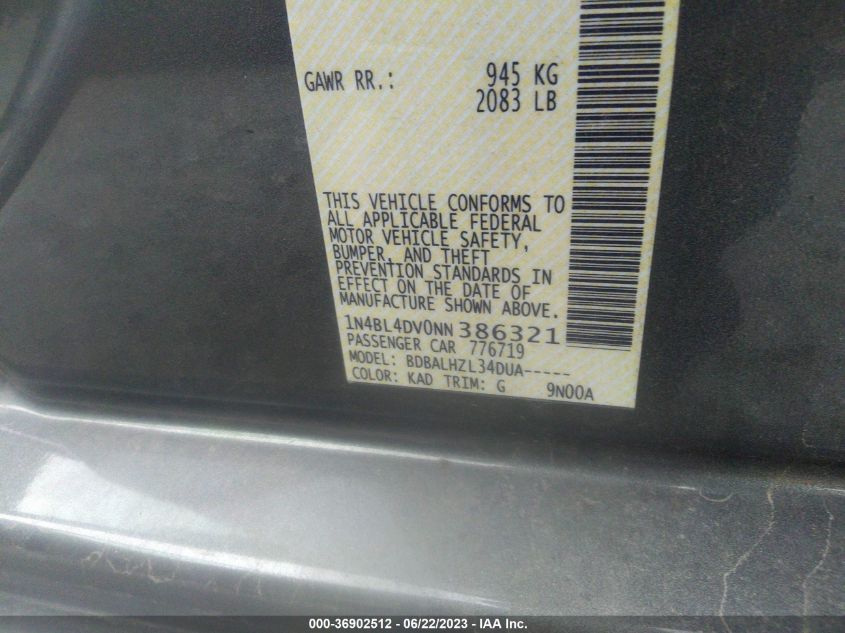 GAWR RR.: 945 KG
2083 LB
THIS VEHICLE CONFORMS TO
ALL APPLICABLE FEDERAL
MOTOR VEHICLE SAFETY,
BUMPER, AND THEFT
PREVENTION STANDARDS IN
EFFECT ON THE DATE OF
MANUFACTURE SHOWN ABOVE.
1N4BL4DV0NN386321
PASSENGER CAR 776719
MODEL: BDBALHZL34DUA-----
COLOR: KAD TRIM: G 9N00A
000-36902512 - 06/22/2023 - IAA Inc.